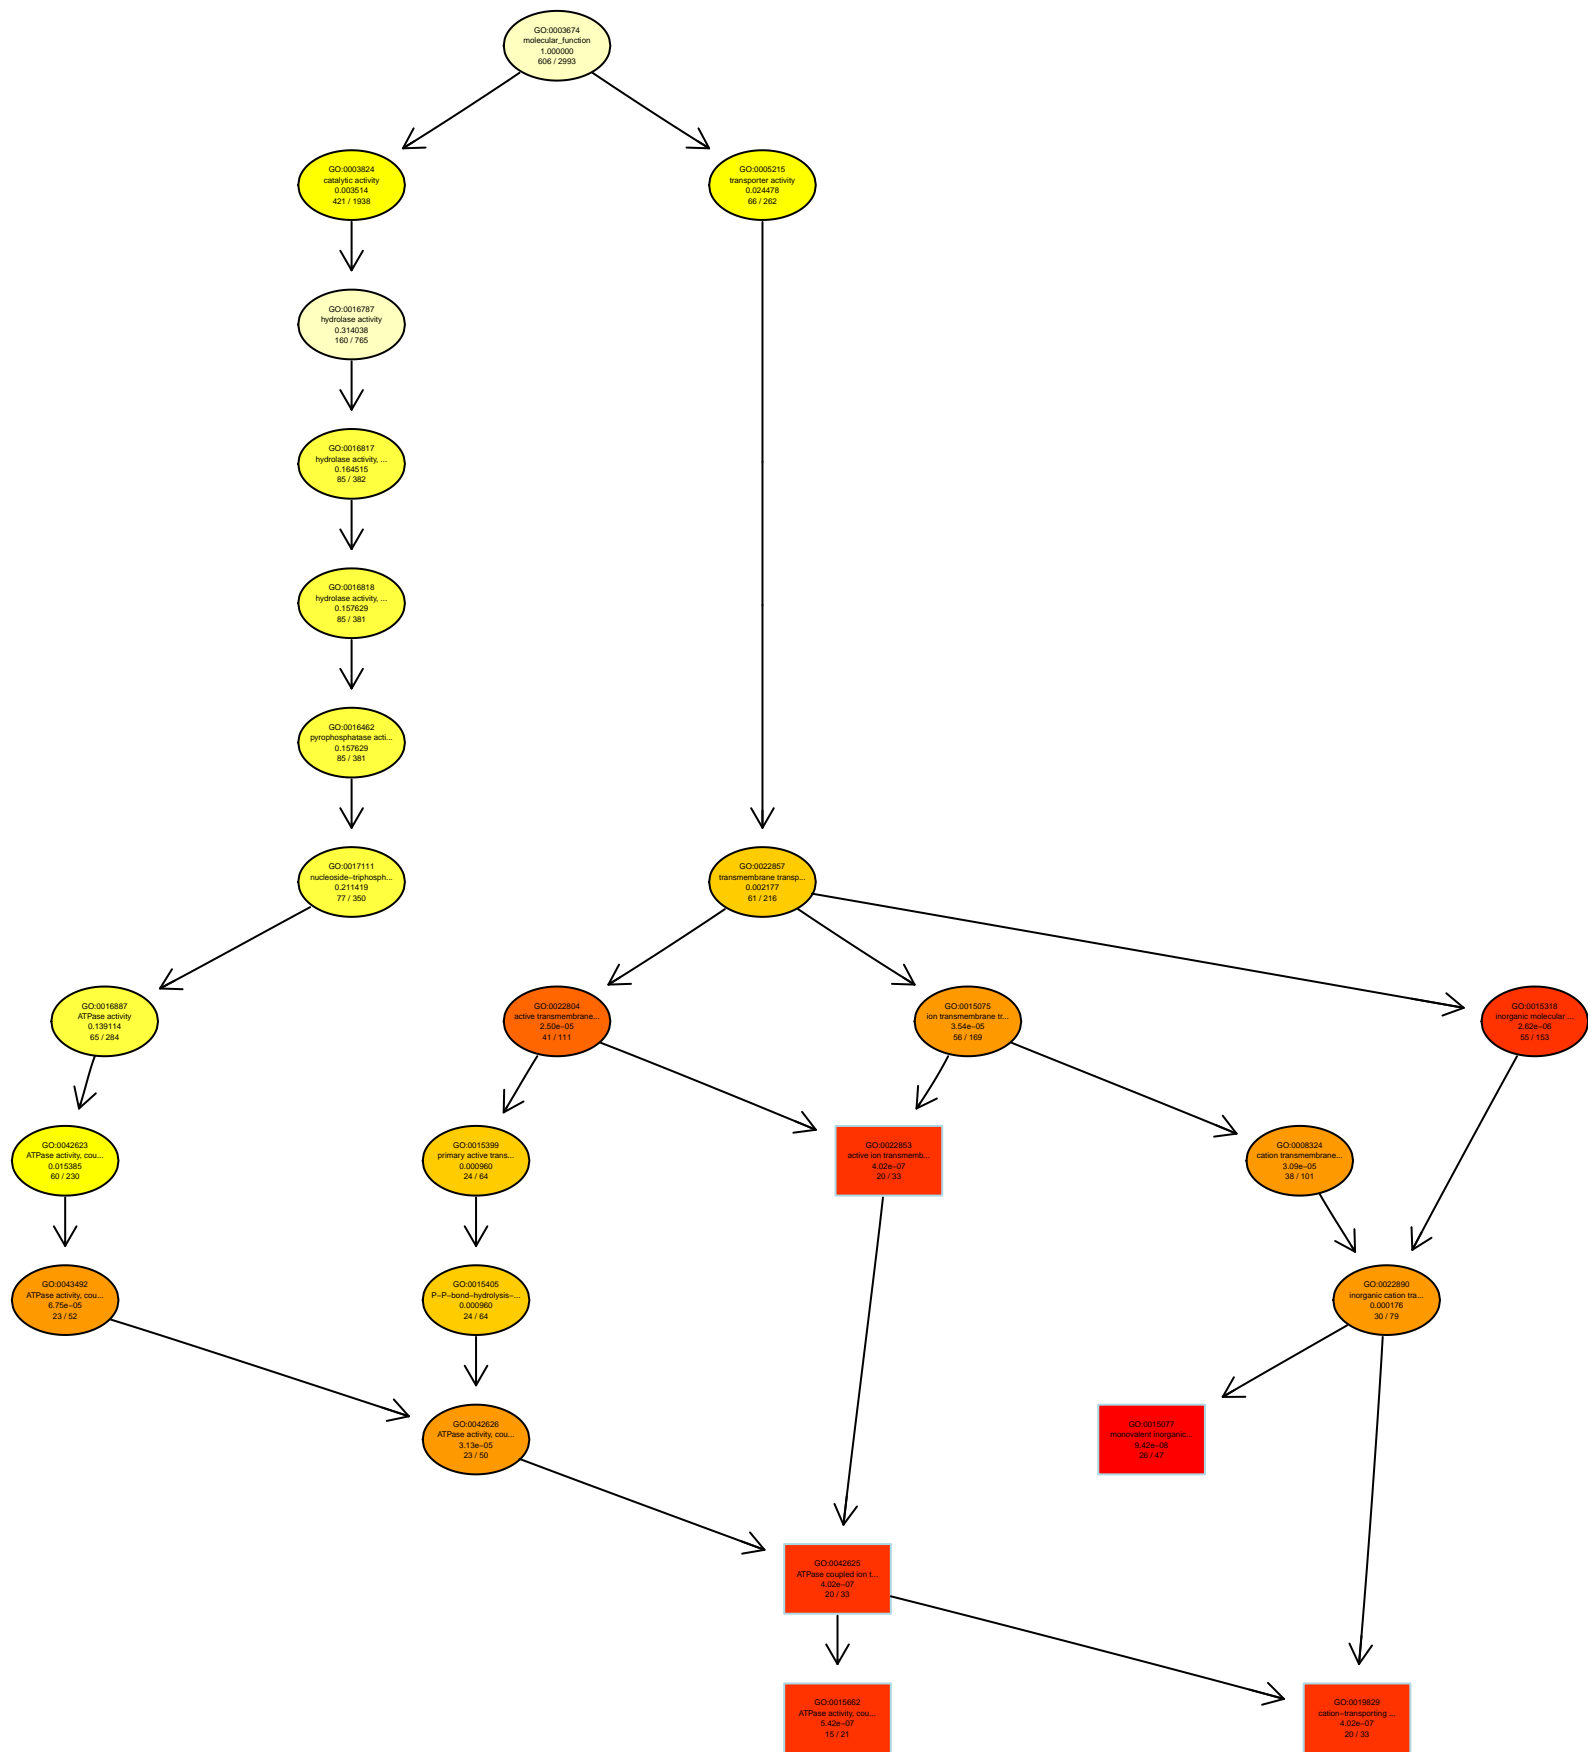 GO:0003674
molecular_function
1.000000
606 / 2993
GO:0003824
catalytic activity
0.003514
421 / 1938
GO:0005215
transporter activity
0.024478
66 / 262
GO:0016787
hydrolase activity
0.314038
160 / 765
GO:0016817
hydrolase activity, ...
0.164515
85 / 382
GO:0016818
hydrolase activity, ...
0.157629
85 / 381
GO:0016462
pyrophosphatase acti...
0.157629
85 / 381
GO:0017111
nucleoside−triphosph...
0.211419
77 / 350
GO:0022857
transmembrane transp...
0.002177
61 / 216
GO:0016887
ATPase activity
0.139114
65 / 284
GO:0022804
active transmembrane...
2.50e−05
41 / 111
GO:0015075
ion transmembrane tr...
3.54e−05
56 / 169
GO:0015318
inorganic molecular ...
2.62e−06
55 / 153
GO:0042623
ATPase activity, cou...
0.015385
60 / 230
GO:0015399
primary active trans...
0.000960
24 / 64
GO:0022853
active ion transmemb...
4.02e−07
20 / 33
GO:0008324
cation transmembrane...
3.09e−05
38 / 101
GO:0043492
ATPase activity, cou...
6.75e−05
23 / 52
GO:0015405
P−P−bond−hydrolysis−...
0.000960
24 / 64
GO:0022890
inorganic cation tra...
0.000176
30 / 79
GO:0042626
ATPase activity, cou...
3.13e−05
23 / 50
GO:0015077
monovalent inorganic...
9.42e−08
26 / 47
GO:0042625
ATPase coupled ion t...
4.02e−07
20 / 33
GO:0015662
ATPase activity, cou...
5.42e−07
15 / 21
GO:0019829
cation−transporting ...
4.02e−07
20 / 33